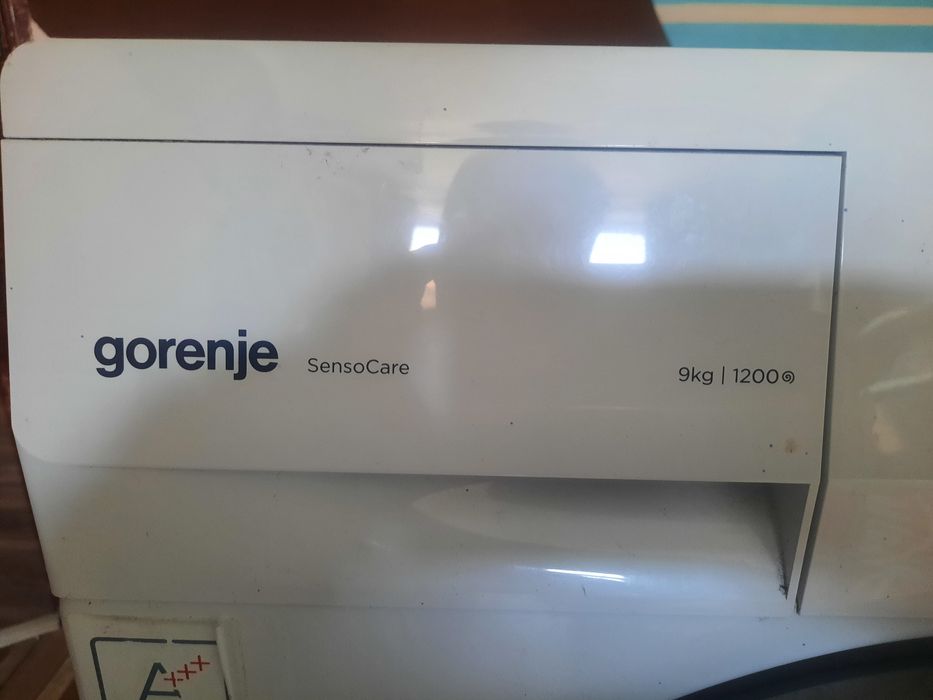 gorenje SensoCare 9kg | 1200
A+++